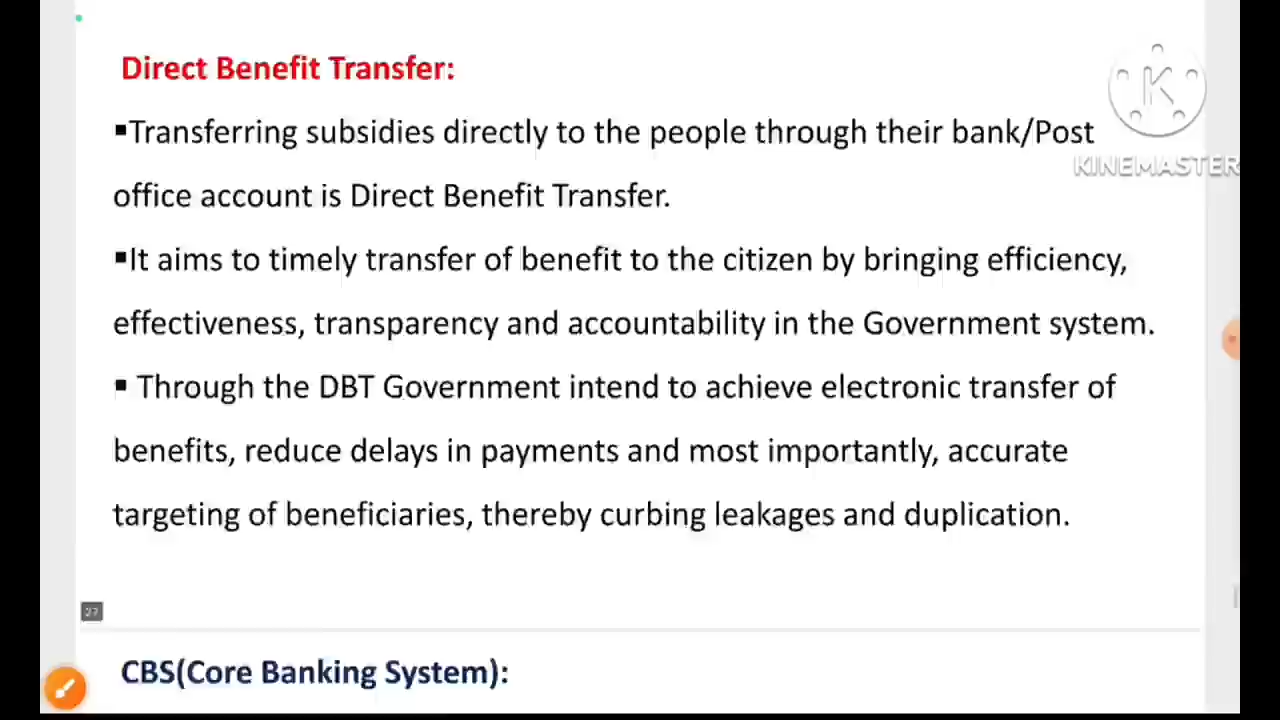 Direct Benefit Transfer:
▪Transferring subsidies directly to the people through their bank/Post
office account is Direct Benefit Transfer.
▪It aims to timely transfer of benefit to the citizen by bringing efficiency,
effectiveness, transparency and accountability in the Government system.
▪ Through the DBT Government intend to achieve electronic transfer of
benefits, reduce delays in payments and most importantly, accurate
targeting of beneficiaries, thereby curbing leakages and duplication.
27
CBS(Core Banking System):
K
KINEMASTER